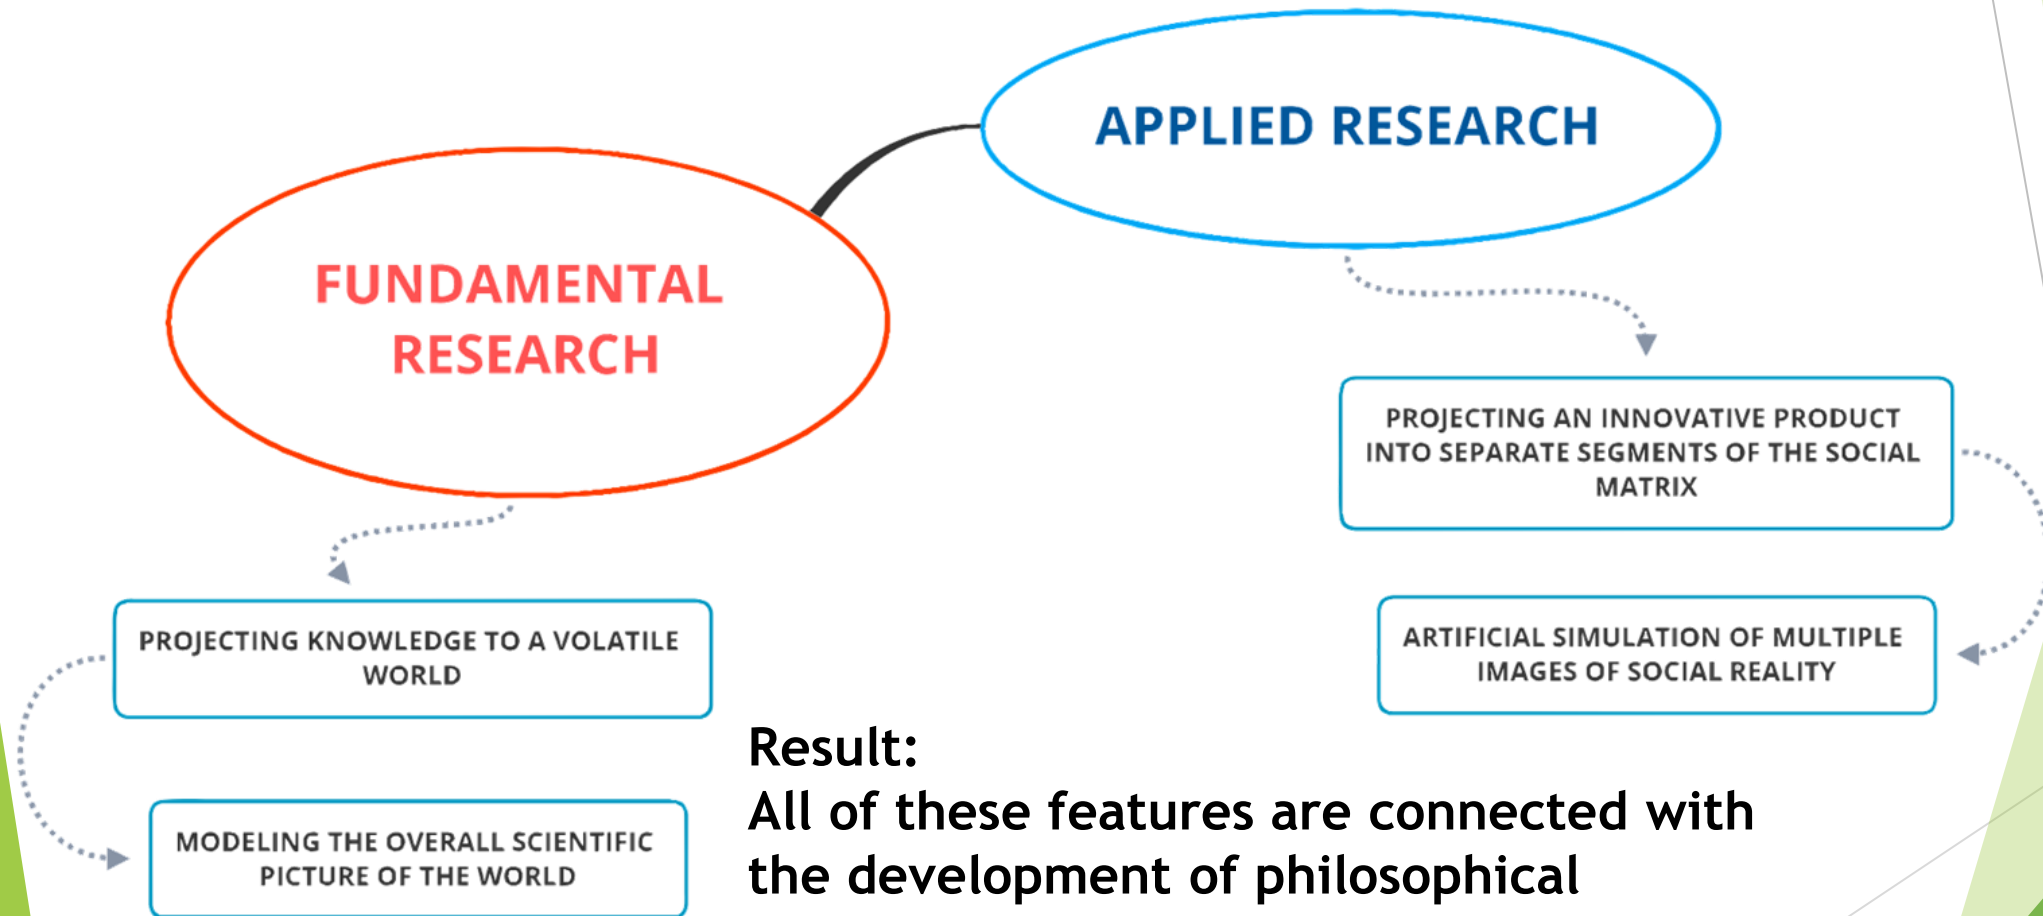 APPLIED RESEARCH
FUNDAMENTAL
RESEARCH
PROJECTING AN INNOVATIVE PRODUCT
INTO SEPARATE SEGMENTS OF THE SOCIAL
MATRIX
ARTIFICIAL SIMULATION OF MULTIPLE
IMAGES OF SOCIAL REALITY
PROJECTING KNOWLEDGE TO A VOLATILE
WORLD
MODELING THE OVERALL SCIENTIFIC
PICTURE OF THE WORLD
Result:
All of these features are connected with
the development of philosophical